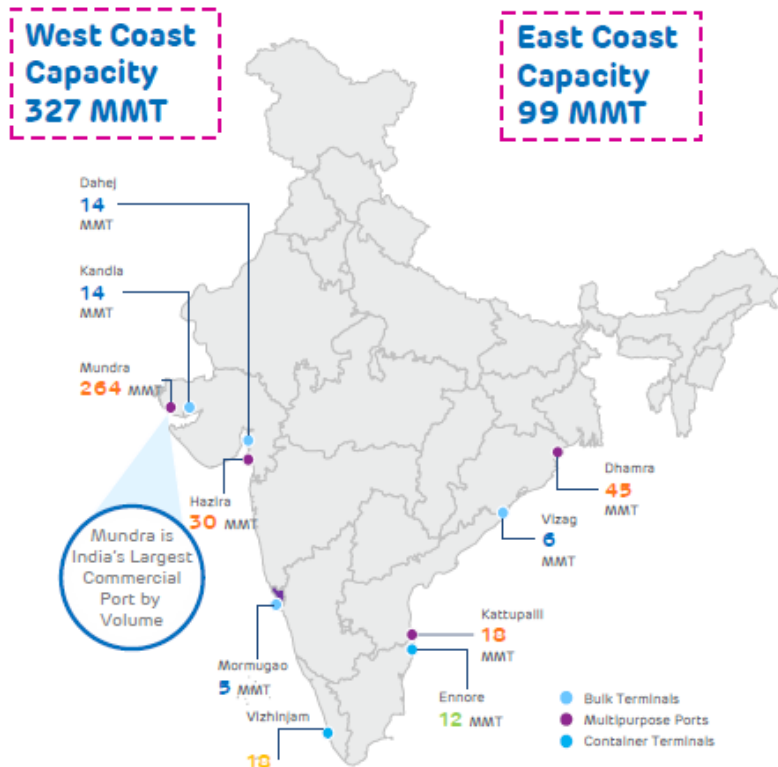 West Coast
Capacity
327 MMT
East Coast
Capacity
99 MMT
Dahej
14
MMT
Kandla
14
MMT
Mundra
264 MMT
Hazira
30 MMT
Mundra is
India's Largest
Commercial
Port by
Volume
Dhamra
45
MMT
Vizag
6
MMT
Kattupalli
18
MMT
Mormugao
5 MMT
Ennore
12 MMT
Vizhinjam
18
Bulk Terminals
Multipurpose Ports
Container Terminals